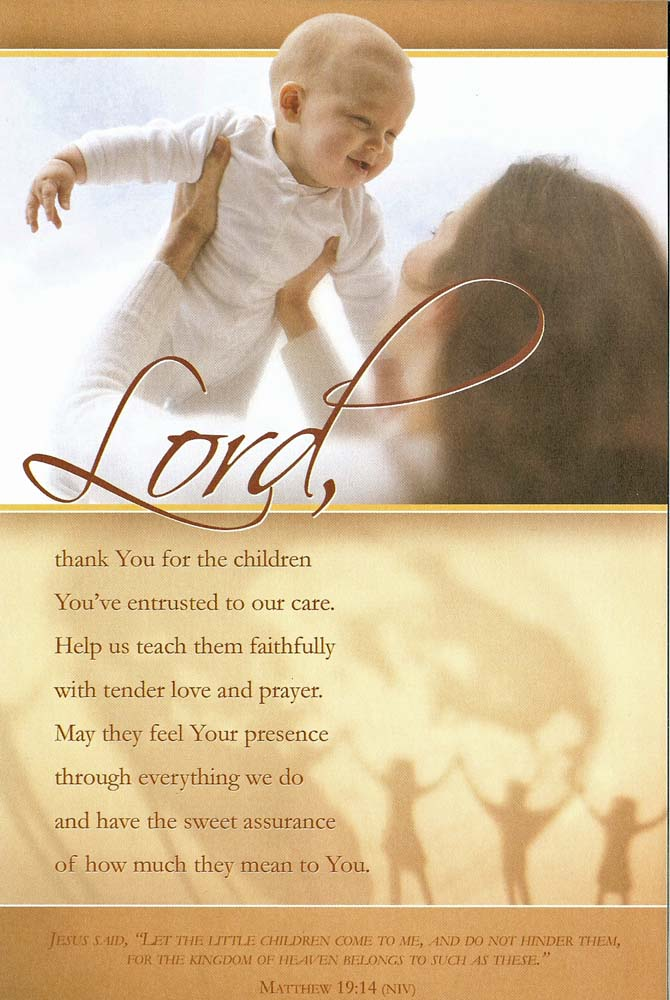 Lord,
thank You for the children
You've entrusted to our care.
Help us teach them faithfully
with tender love and prayer.
May they feel Your presence
through everything we do
and have the sweet assurance
of how much they mean to You.
JESUS SAID, “LET THE LITTLE CHILDREN COME TO ME, AND DO NOT HINDER THEM,
FOR THE KINGDOM OF HEAVEN BELONGS TO SUCH AS THESE.”
MATTHEW 19:14 (NIV)